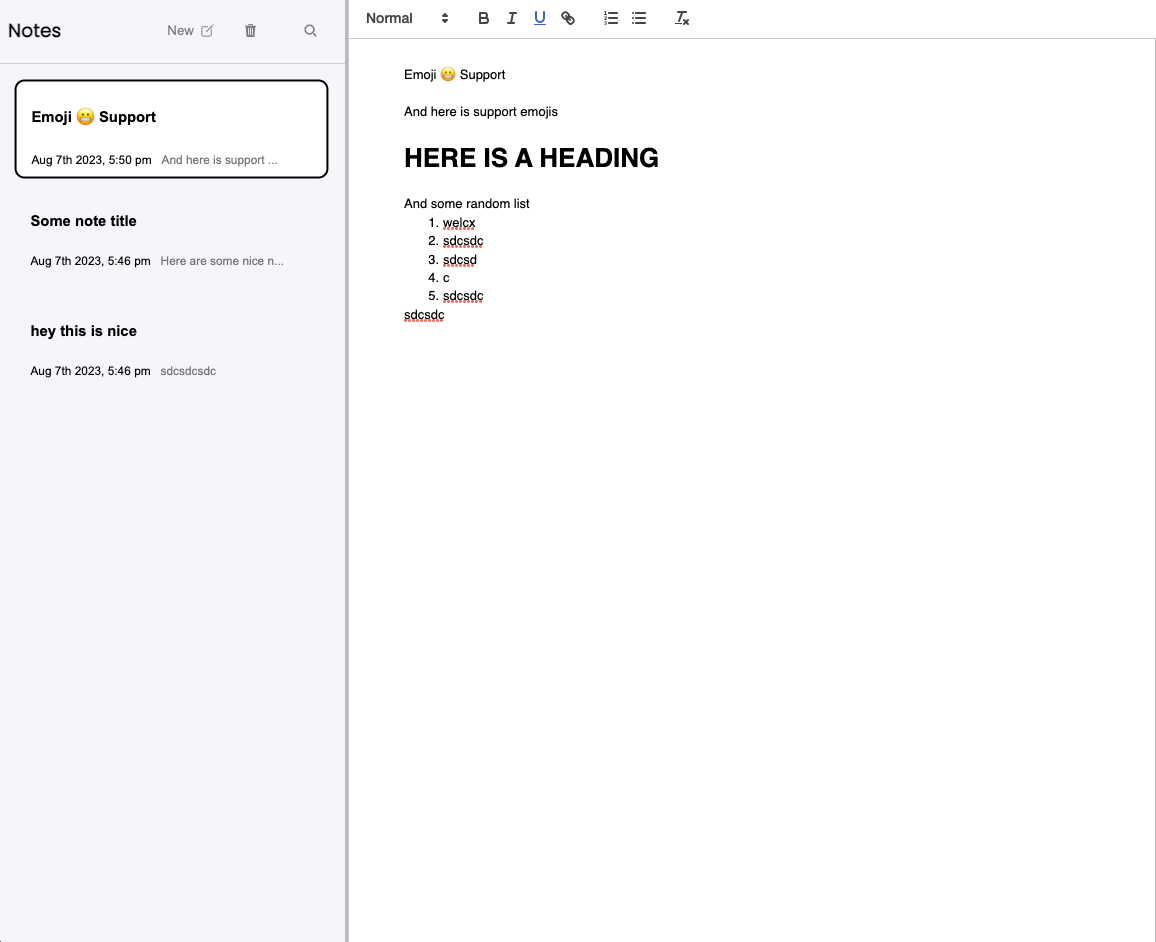 Notes
New
Emoji 😬 Support
Aug 7th 2023, 5:50 pm And here is support ...
Some note title
Aug 7th 2023, 5:46 pm Here are some nice n...
hey this is nice
Aug 7th 2023, 5:46 pm sdcsdcsdc
Normal B I U
Emoji 😬 Support
And here is support emojis
HERE IS A HEADING
And some random list
1. welcx
2. sdcsdc
3. sdcsd
4. c
5. sdcsdc
sdcsdc